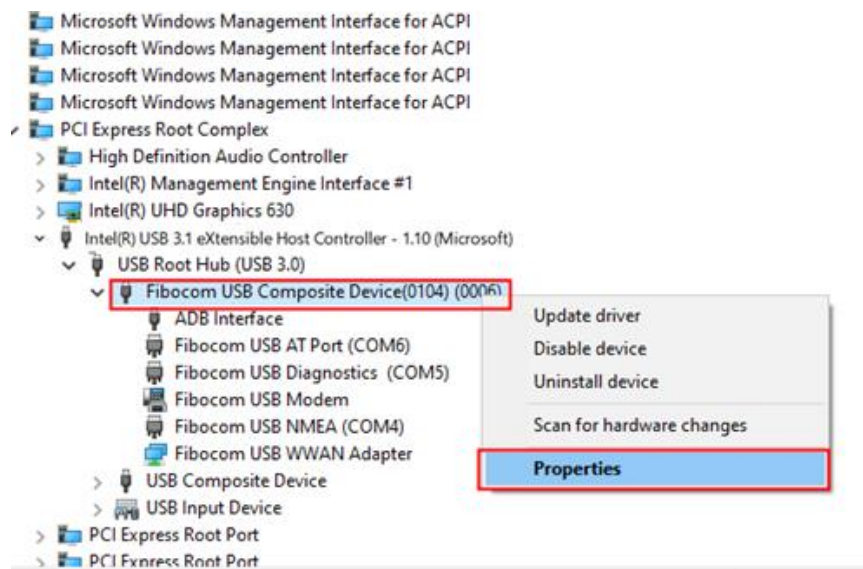 Microsoft Windows Management Interface for ACPI
Microsoft Windows Management Interface for ACPI
Microsoft Windows Management Interface for ACPI
Microsoft Windows Management Interface for ACPI
PCI Express Root Complex
High Definition Audio Controller
Intel(R) Management Engine Interface #1
Intel(R) UHD Graphics 630
Intel(R) USB 3.1 eXtensible Host Controller - 1.10 (Microsoft)
USB Root Hub (USB 3.0)
Fibocom USB Composite Device(0104) (0006)
ADB Interface
Fibocom USB AT Port (COM6)
Fibocom USB Diagnostics (COM5)
Fibocom USB Modem
Fibocom USB NMEA (COM4)
Fibocom USB WWAN Adapter
USB Composite Device
USB Input Device
PCI Express Root Port
PCI Express Root Port
Update driver
Disable device
Uninstall device
Scan for hardware changes
Properties